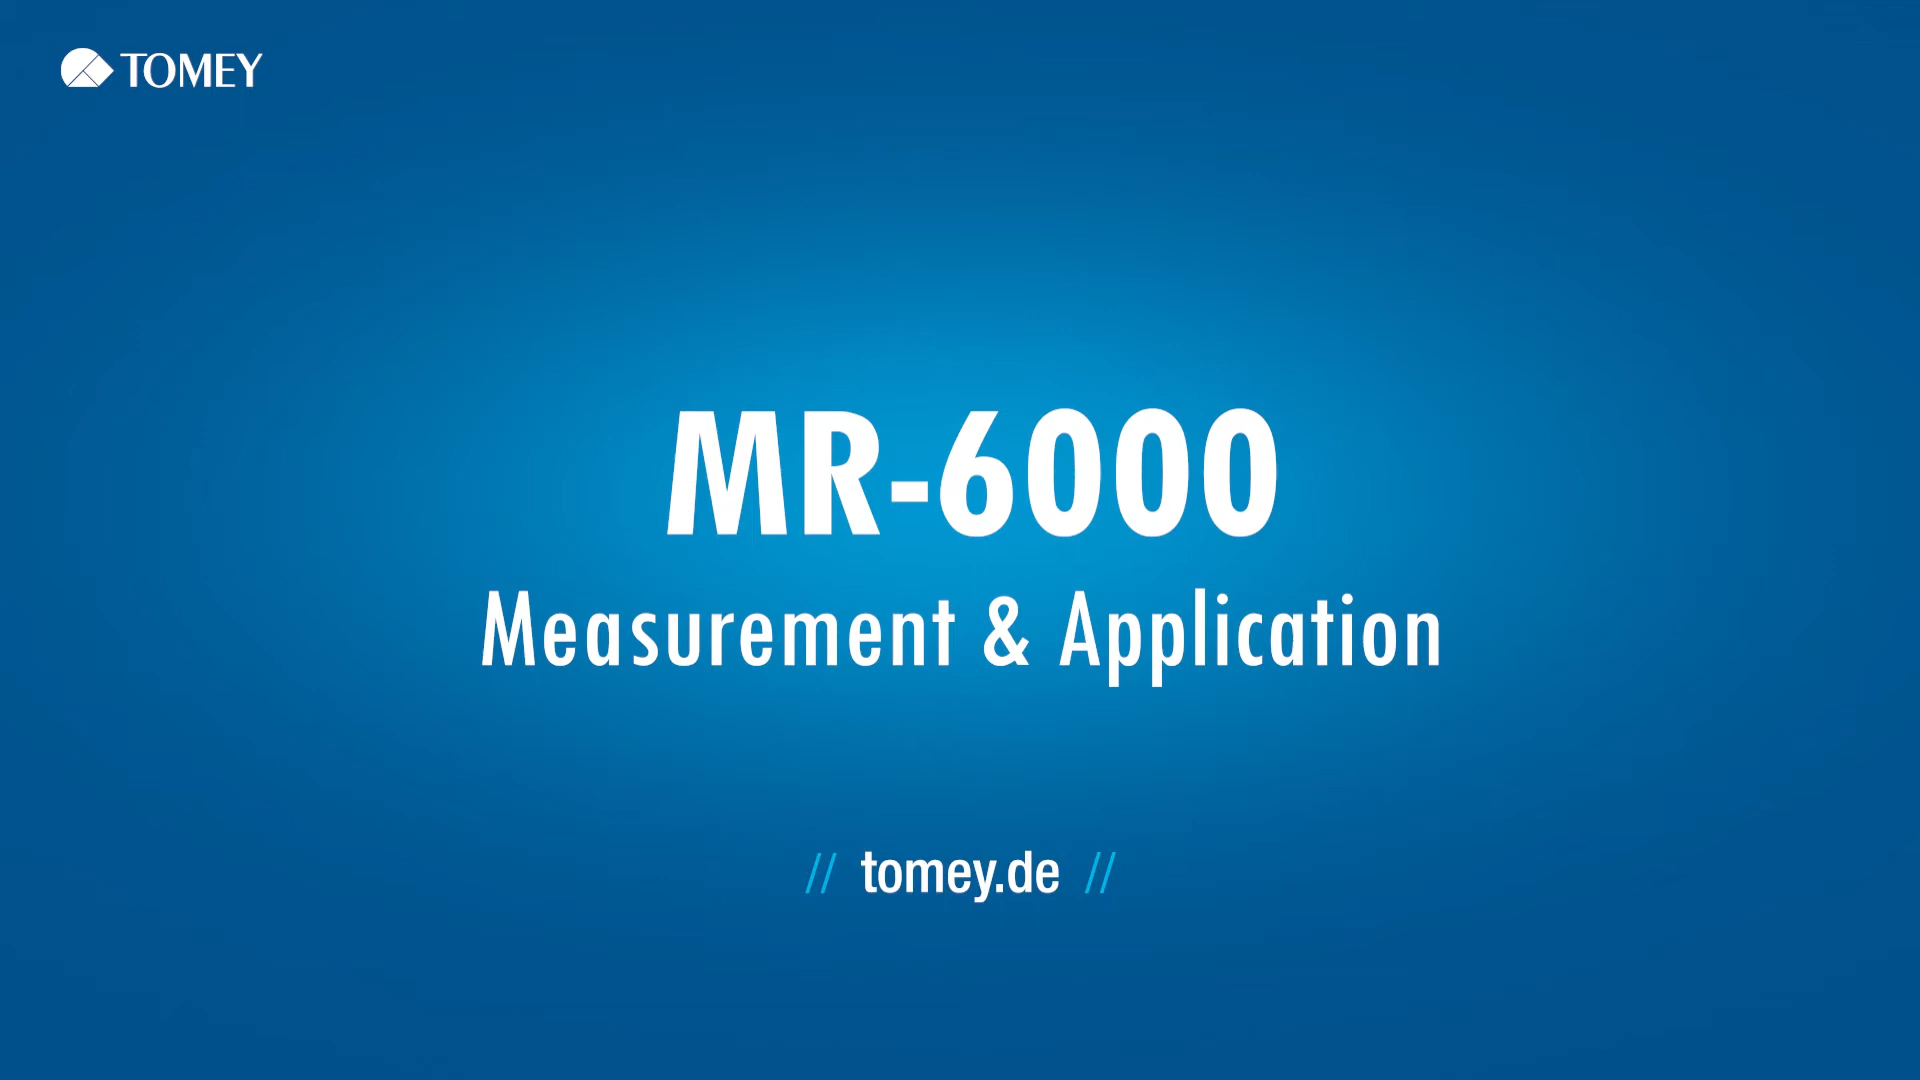 TOMEY
MR-6000
Measurement & Application
// tomey.de //